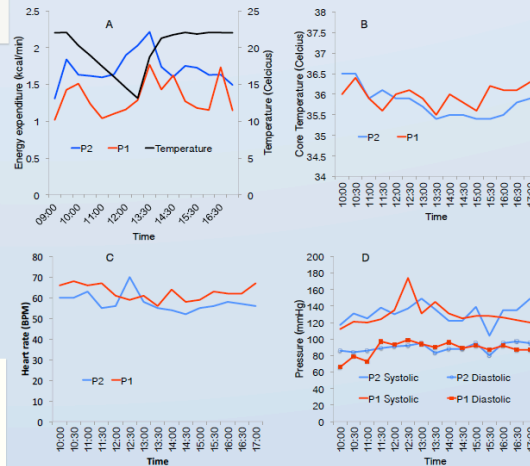 A
Energy expenditure (kcal/min)
2.5
2
1.5
1
0.5
0
Temperature (Celcius)
25
20
15
10
5
0
P2 P1 Temperature
09:00 10:00 11:00 12:00 13:30 14:30 15:30 16:30
Time
B
Core Temperature (Celcius)
38
37.5
37
36.5
36
35.5
35
34.5
34
P2 P1
10:00 10:30 11:00 11:30 12:00 12:30 13:00 13:30 14:00 14:30 15:00 15:30 16:00 16:30 17:00
Time
C
Heart rate (BPM)
80
70
60
50
40
30
20
10
0
P2 P1
10:00 10:30 11:00 11:30 12:00 12:30 13:00 13:30 14:00 14:30 15:00 15:30 16:00 16:30 17:00
Time
D
Pressure (mmHg)
200
180
160
140
120
100
80
60
40
20
0
P2 Systolic P2 Diastolic
P1 Systolic P1 Diastolic
10:00 10:30 11:00 11:30 12:00 12:30 13:00 13:30 14:00 14:30 15:00 15:30 16:00 16:30 17:00
Time